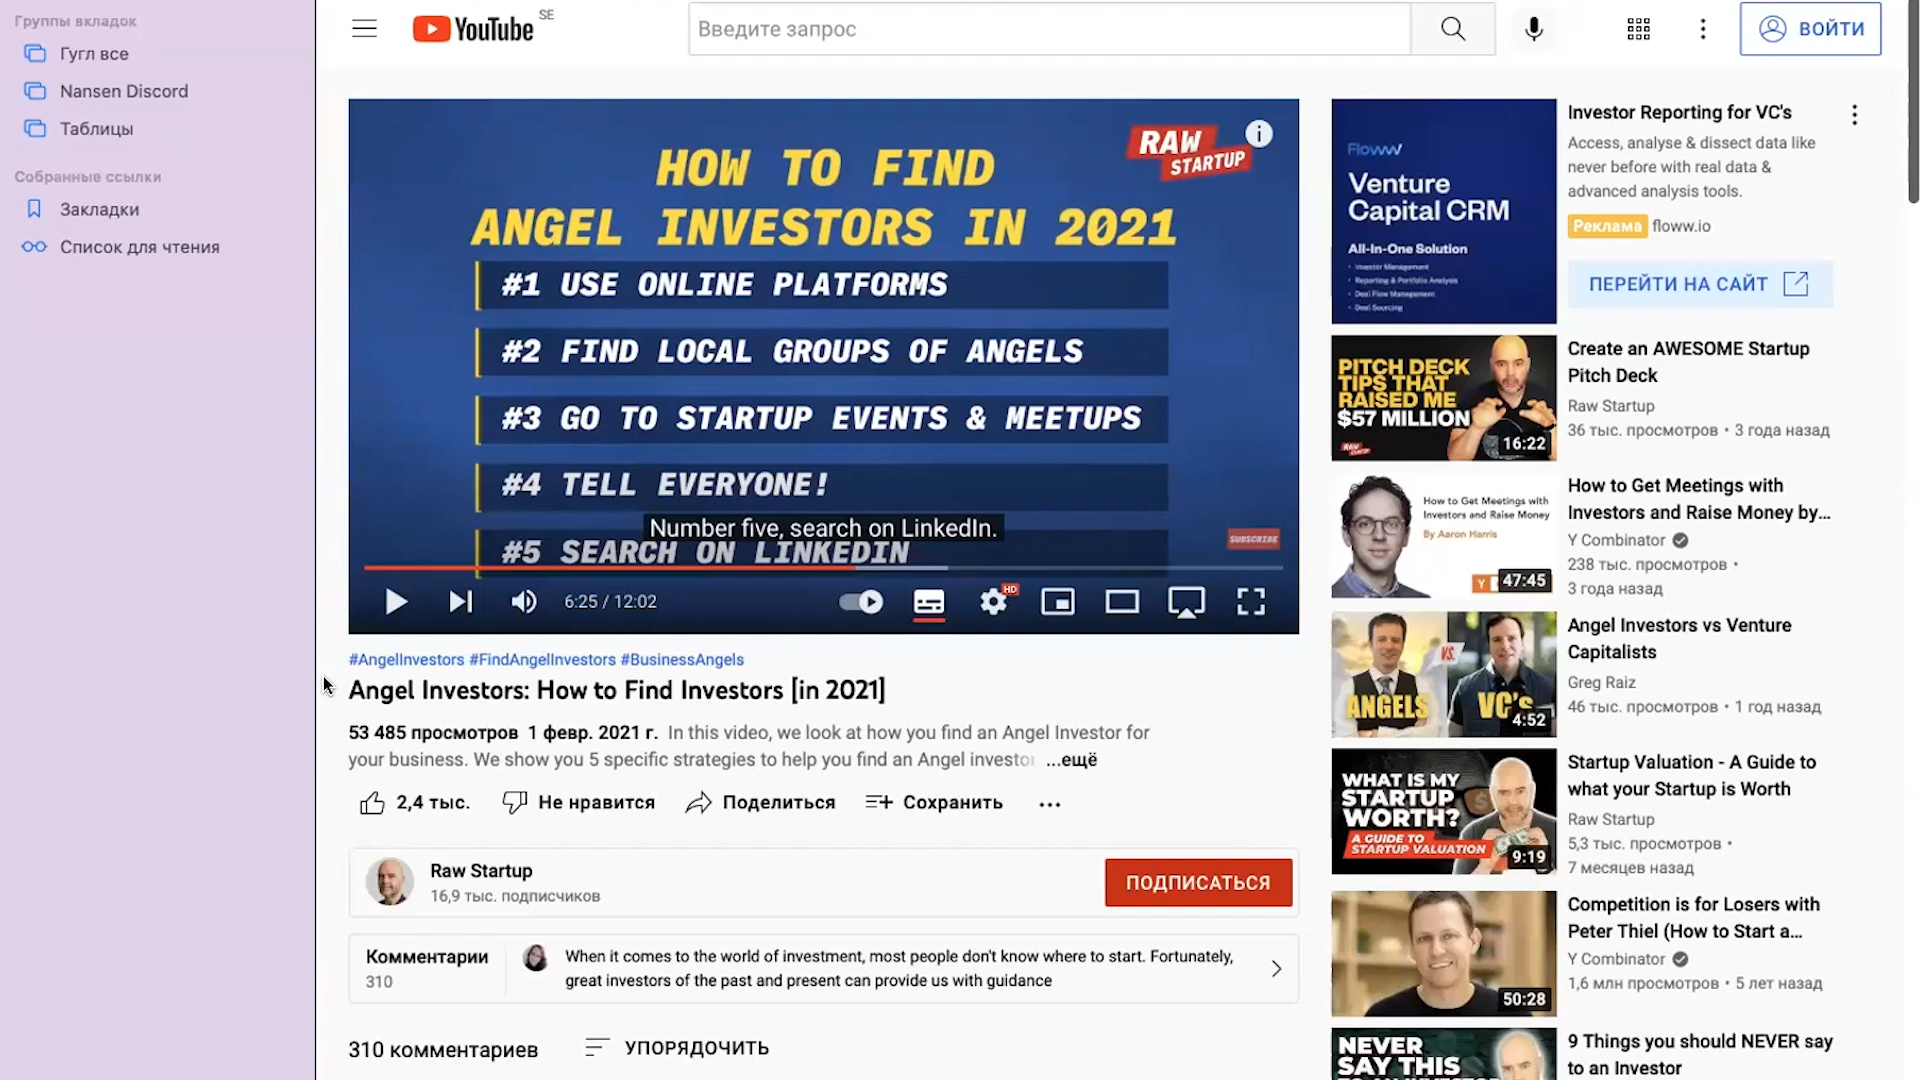 Группы вкладок
Гугл все
Nansen Discord
Таблицы
Собранные ссылки
Закладки
Список для чтения
YouTube SE
Введите запрос
ВОЙТИ
HOW TO FIND
ANGEL INVESTORS IN 2021
RAW
STARTUP
#1 USE ONLINE PLATFORMS
#2 FIND LOCAL GROUPS OF ANGELS
#3 GO TO STARTUP EVENTS & MEETUPS
#4 TELL EVERYONE!
Number five, search on LinkedIn.
#5 SEARCH ON LINKEDIN
SUBSCRIBE
6:25 / 12:02
HD
#AngelInvestors #FindAngelInvestors #BusinessAngels
Angel Investors: How to Find Investors [in 2021]
53 485 просмотров 1 февр. 2021 г. In this video, we look at how you find an Angel Investor for
your business. We show you 5 specific strategies to help you find an Angel investor ...ещё
2,4 тыс.
Не нравится
Поделиться
Сохранить
Raw Startup
16,9 тыс. подписчиков
ПОДПИСАТЬСЯ
Комментарии
310
When it comes to the world of investment, most people don't know where to start. Fortunately,
great investors of the past and present can provide us with guidance
310 комментариев
УПОРЯДОЧИТЬ
Floww
Venture
Capital CRM
All-In-One Solution
Investor Management
Reporting & Portfolio Analysis
Deal Flow Management
Deal Sourcing
Investor Reporting for VC's
Access, analyse & dissect data like
never before with real data &
advanced analysis tools.
Реклама floww.io
ПЕРЕЙТИ НА САЙТ
PITCH DECK
TIPS THAT
RAISED ME
$57 MILLION
16:22
Create an AWESOME Startup
Pitch Deck
Raw Startup
36 тыс. просмотров • 3 года назад
How to Get Meetings with
Investors and Raise Money
By Aaron Harris
Y
47:45
How to Get Meetings with
Investors and Raise Money by...
Y Combinator
238 тыс. просмотров •
3 года назад
VS.
ANGELS
VC's
4:52
Angel Investors vs Venture
Capitalists
Greg Raiz
46 тыс. просмотров • 1 год назад
WHAT IS MY
STARTUP
WORTH?
A GUIDE TO
STARTUP VALUATION
9:19
Startup Valuation - A Guide to
what your Startup is Worth
Raw Startup
5,3 тыс. просмотров •
7 месяцев назад
50:28
Competition is for Losers with
Peter Thiel (How to Start a...
Y Combinator
1,6 млн просмотров • 5 лет назад
NEVER
SAY THIS
9 Things you should NEVER say
to an Investor